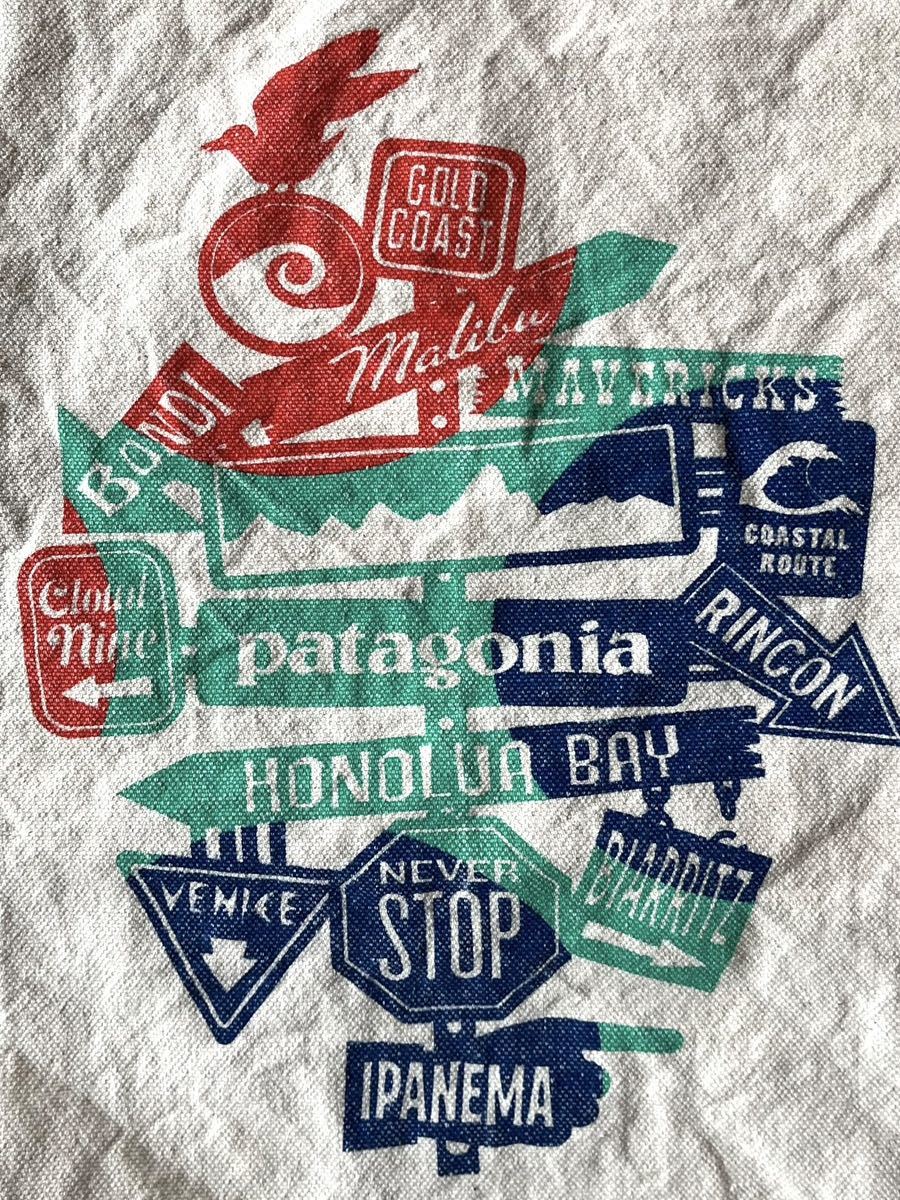 GOLD
COAST
Malibu
MAVERICKS
BONDI
COASTAL
ROUTE
Cloud
Nine
patagonia
RINCON
HONOLUA BAY
BIARRITZ
VENICE
NEVER
STOP
IPANEMA